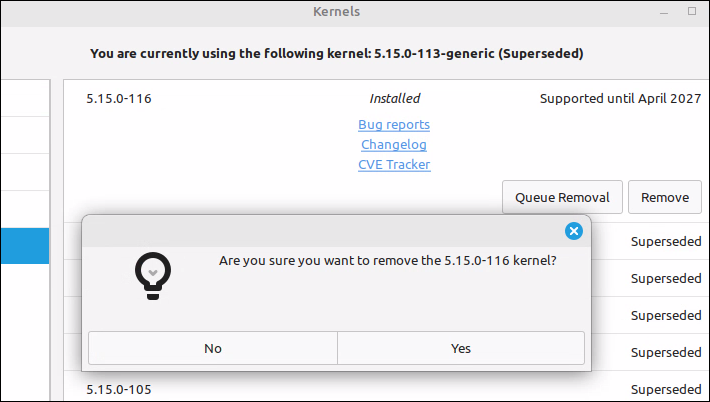 Kernels
You are currently using the following kernel: 5.15.0-113-generic (Superseded)
5.15.0-116 Installed Supported until April 2027
Bug reports
Changelog
CVE Tracker
Queue Removal Remove
Superseded
Are you sure you want to remove the 5.15.0-116 kernel?
Superseded
Superseded
No Yes
Superseded
5.15.0-105 Superseded